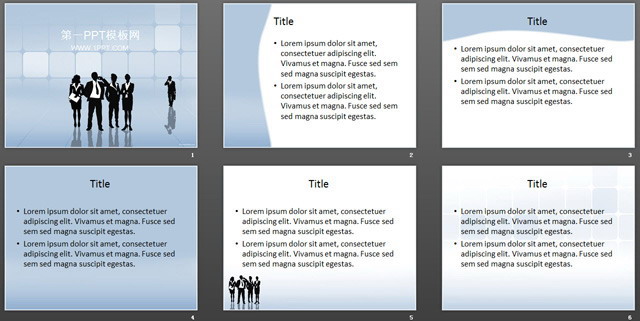 第一PPT模板网
WWW.1PPT.COM
1
Title
• Lorem ipsum dolor sit amet, consectetuer
adipiscing elit. Vivamus et magna. Fusce
sed sem sed magna suscipit egestas.
• Lorem ipsum dolor sit amet, consectetuer
adipiscing elit. Vivamus et magna. Fusce
sed sem sed magna suscipit egestas.
2
Title
• Lorem ipsum dolor sit amet, consectetuer
adipiscing elit. Vivamus et magna. Fusce sed
sem sed magna suscipit egestas.
• Lorem ipsum dolor sit amet, consectetuer
adipiscing elit. Vivamus et magna. Fusce sed
sem sed magna suscipit egestas.
3
Title
• Lorem ipsum dolor sit amet, consectetuer
adipiscing elit. Vivamus et magna. Fusce sed
sem sed magna suscipit egestas.
• Lorem ipsum dolor sit amet, consectetuer
adipiscing elit. Vivamus et magna. Fusce sed
sem sed magna suscipit egestas.
4
Title
• Lorem ipsum dolor sit amet, consectetuer
adipiscing elit. Vivamus et magna. Fusce sed
sem sed magna suscipit egestas.
• Lorem ipsum dolor sit amet, consectetuer
adipiscing elit. Vivamus et magna. Fusce sed
sem sed magna suscipit egestas.
5
Title
• Lorem ipsum dolor sit amet, consectetuer
adipiscing elit. Vivamus et magna. Fusce sed
sem sed magna suscipit egestas.
• Lorem ipsum dolor sit amet, consectetuer
adipiscing elit. Vivamus et magna. Fusce sed
sem sed magna suscipit egestas.
6